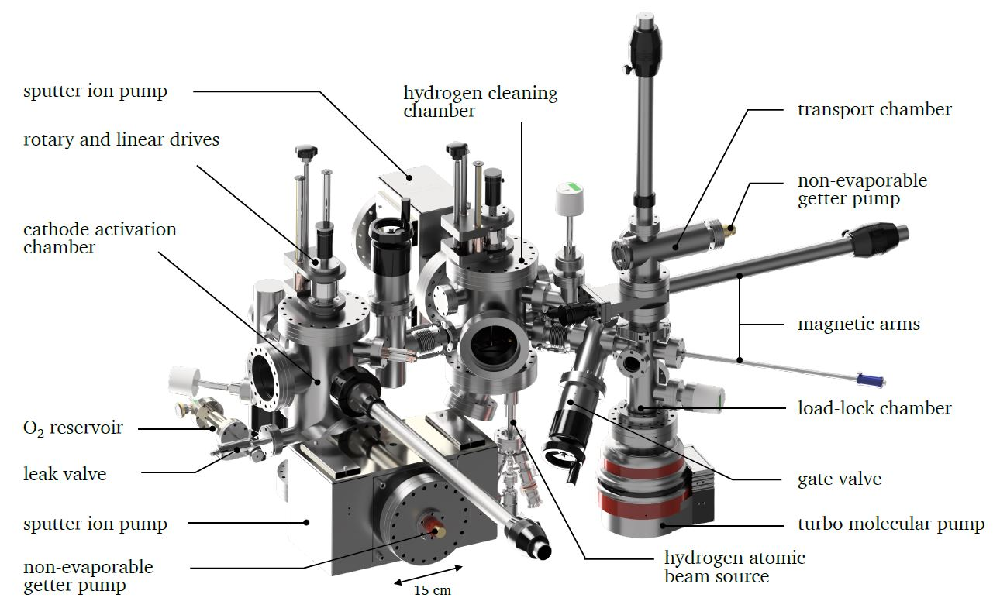 sputter ion pump
rotary and linear drives
cathode activation
chamber
O₂ reservoir
leak valve
sputter ion pump
non-evaporable
getter pump
15 cm
hydrogen cleaning
chamber
transport chamber
non-evaporable
getter pump
magnetic arms
load-lock chamber
gate valve
turbo molecular pump
hydrogen atomic
beam source